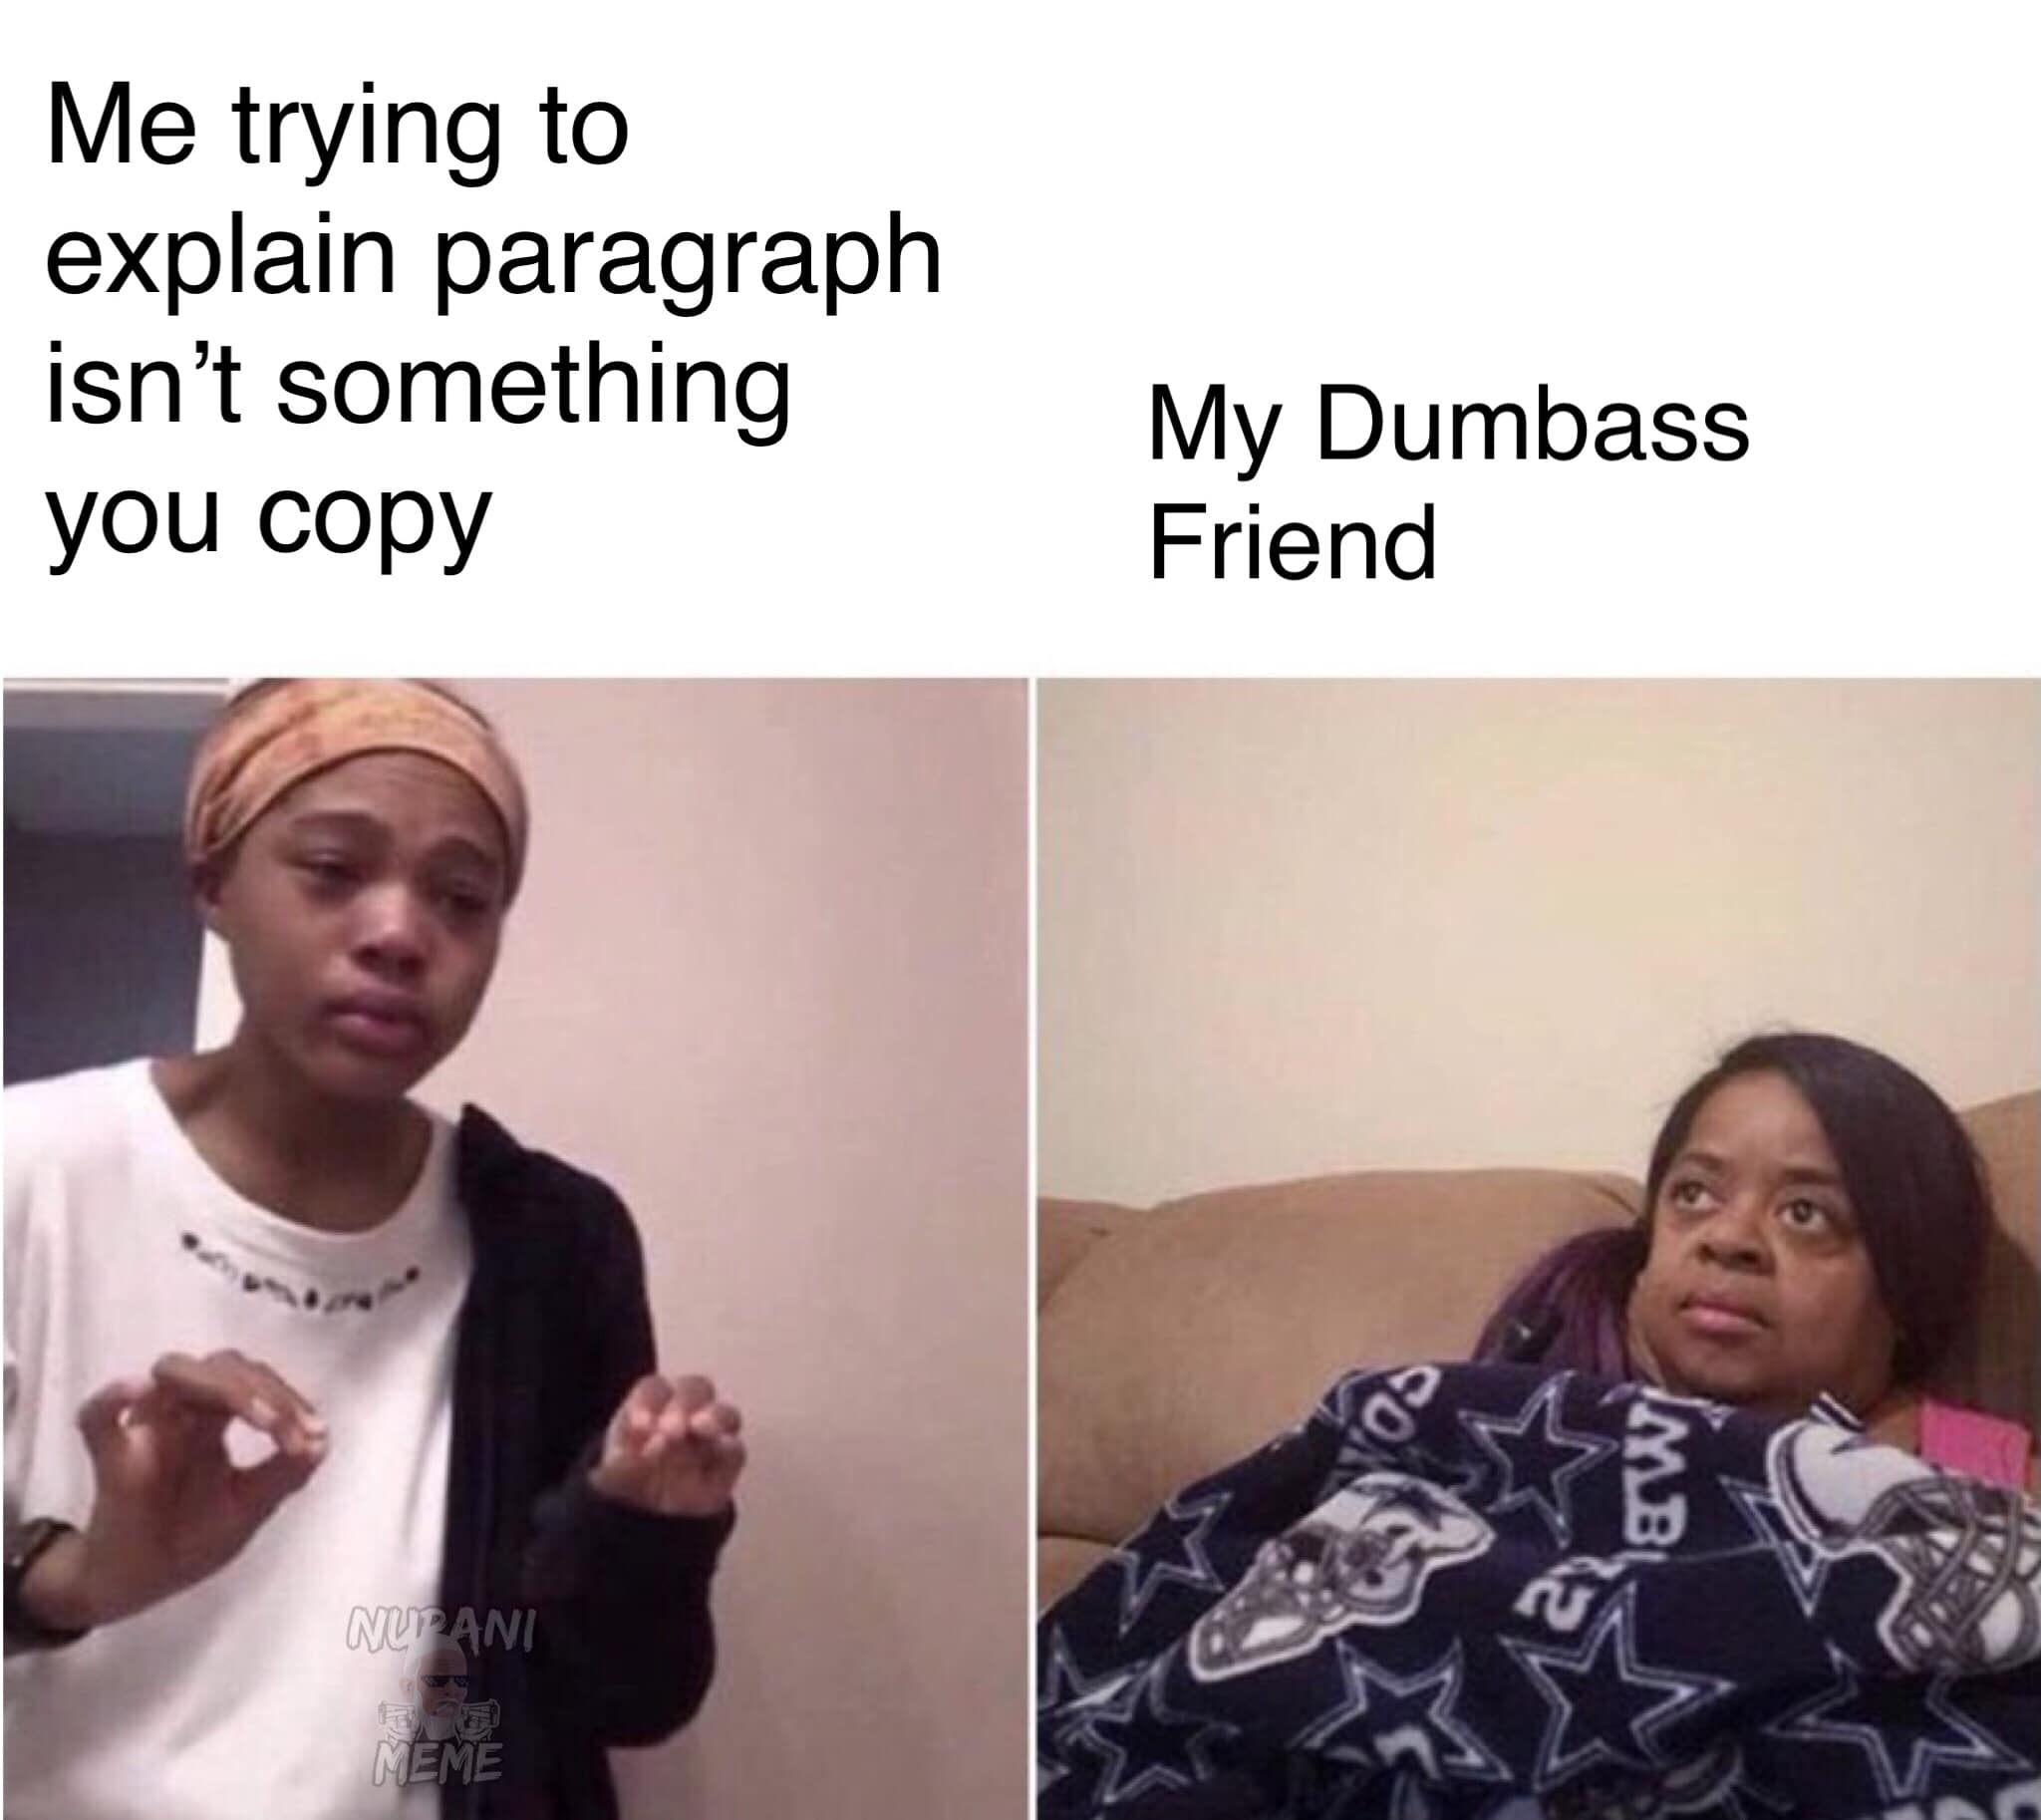 Me trying to
explain paragraph
isn’t something
you copy
My Dumbass
Friend
NURANI
MEME